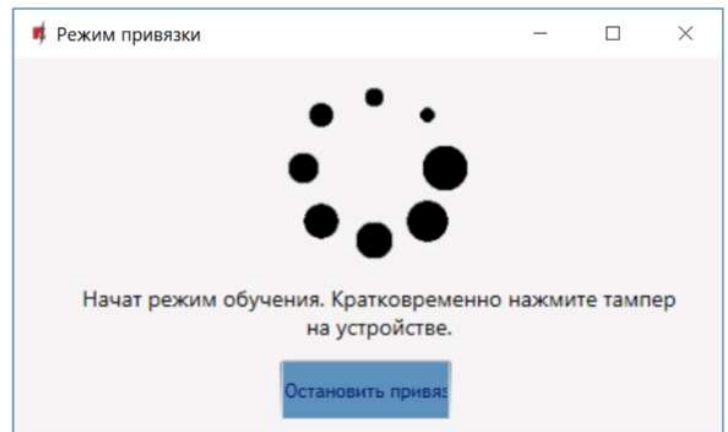 Режим привязки
Начат режим обучения. Кратковременно нажмите тампер
на устройстве.
Остановить привяз